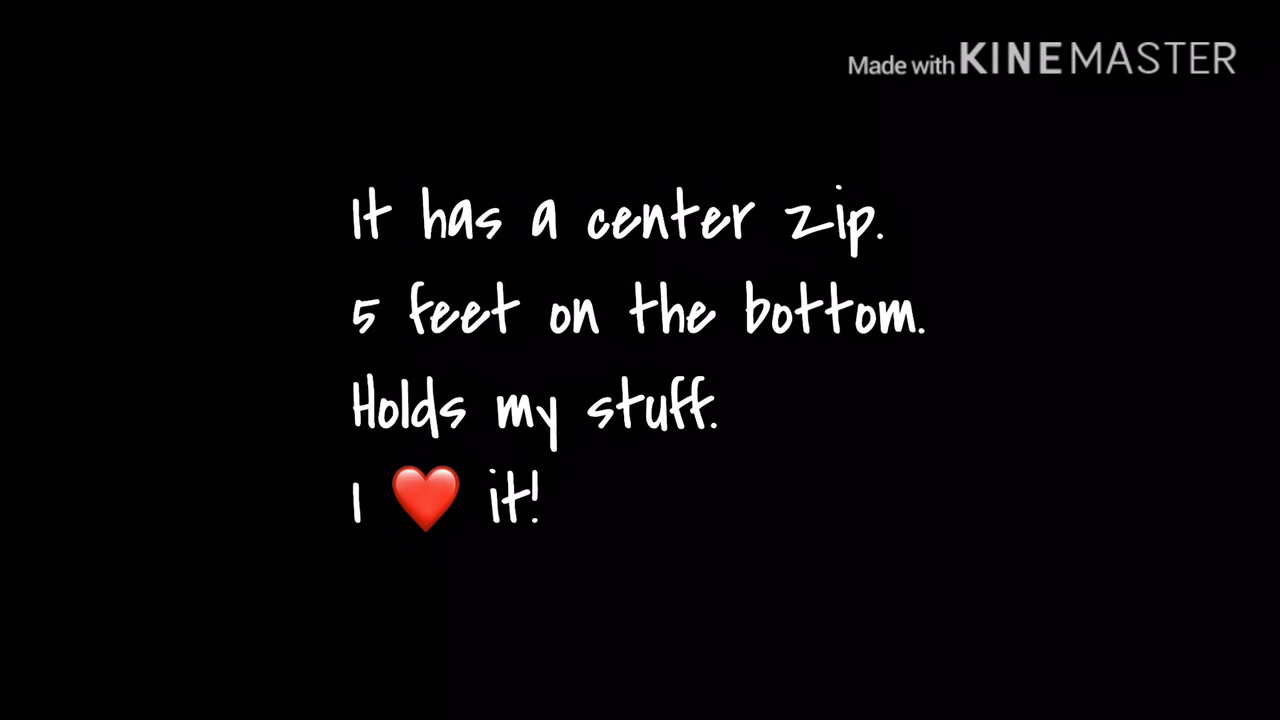 Made with KINEMASTER
It has a center zip.
5 feet on the bottom.
Holds my stuff.
I ❤️ it!